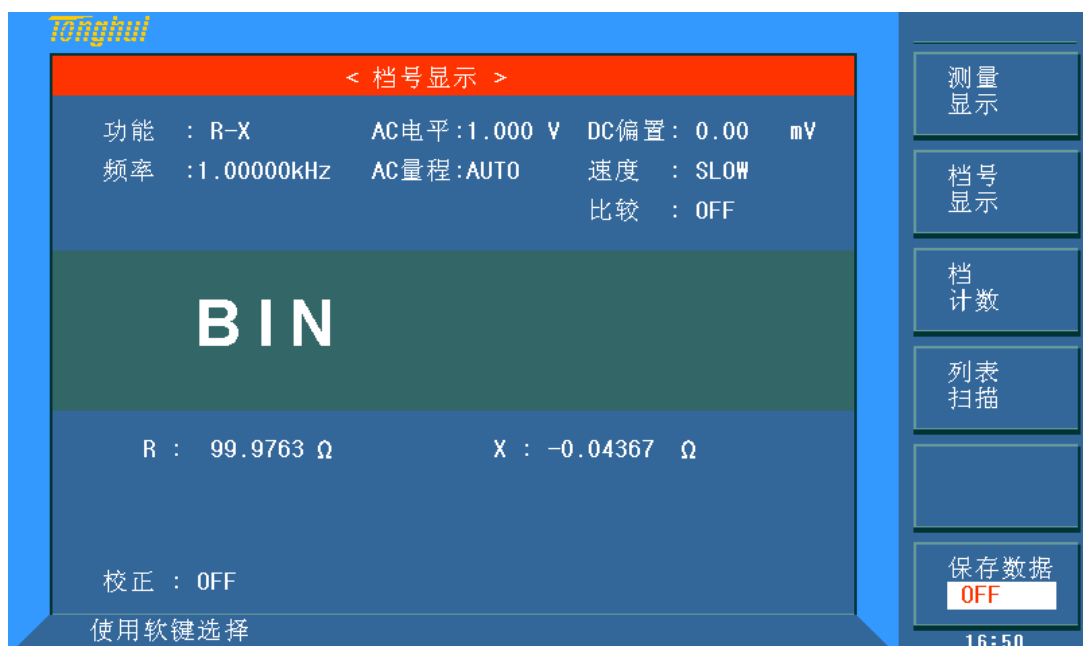 Tonghui
< 档号显示 >
功能 : R-X AC电平:1.000 V DC偏置: 0.00 mV
频率 :1.00000kHz AC量程:AUTO 速度 : SLOW
比较 : OFF
BIN
R : 99.9763 Ω X : -0.04367 Ω
校正 : OFF
使用软键选择
测量
显示
档号
显示
档
计数
列表
扫描
保存数据
OFF
16:50